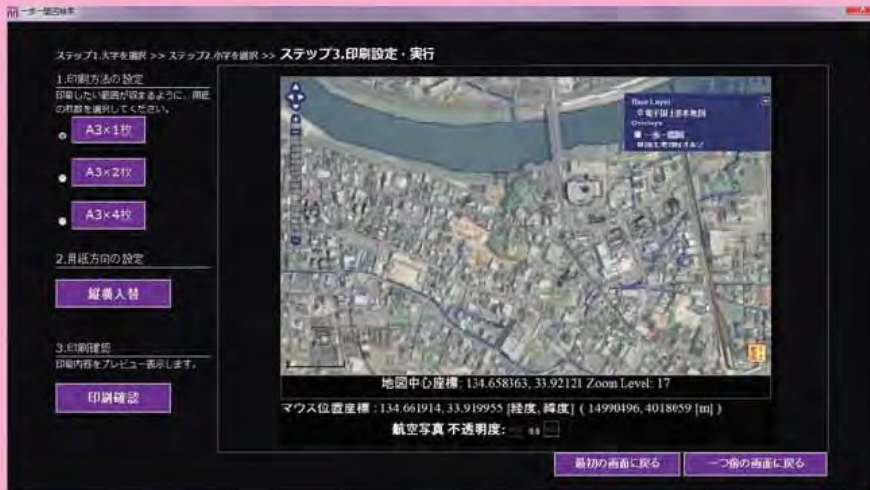 一歩一間図検索
ステップ1.大字を選択 >> ステップ2.小字を選択 >> ステップ3.印刷設定・実行
1.印刷方法の設定
印刷したい範囲が収まるように、用紙
の枚数を選択してください。
A3×1枚
A3×2枚
A3×4枚
2.用紙方向の設定
縦横入替
3.印刷確認
印刷内容をプレビュー表示します。
印刷確認
Base Layer
電子国土基本地図
Overlays
一歩一間図
地図中心座標: 134.658363, 33.92121 Zoom Level: 17
マウス位置座標 : 134.661914, 33.919955 [経度, 緯度] ( 14990496, 4018059 [m] )
航空写真 不透明度:
最初の画面に戻る
一つ前の画面に戻る